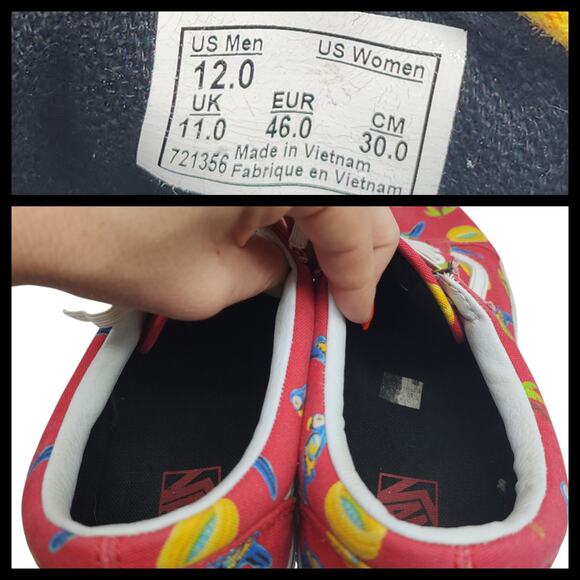 US Men US Women
12.0
UK EUR CM
11.0 46.0 30.0
721356 Made in Vietnam
Fabrique en Vietnam
VANS
VANS